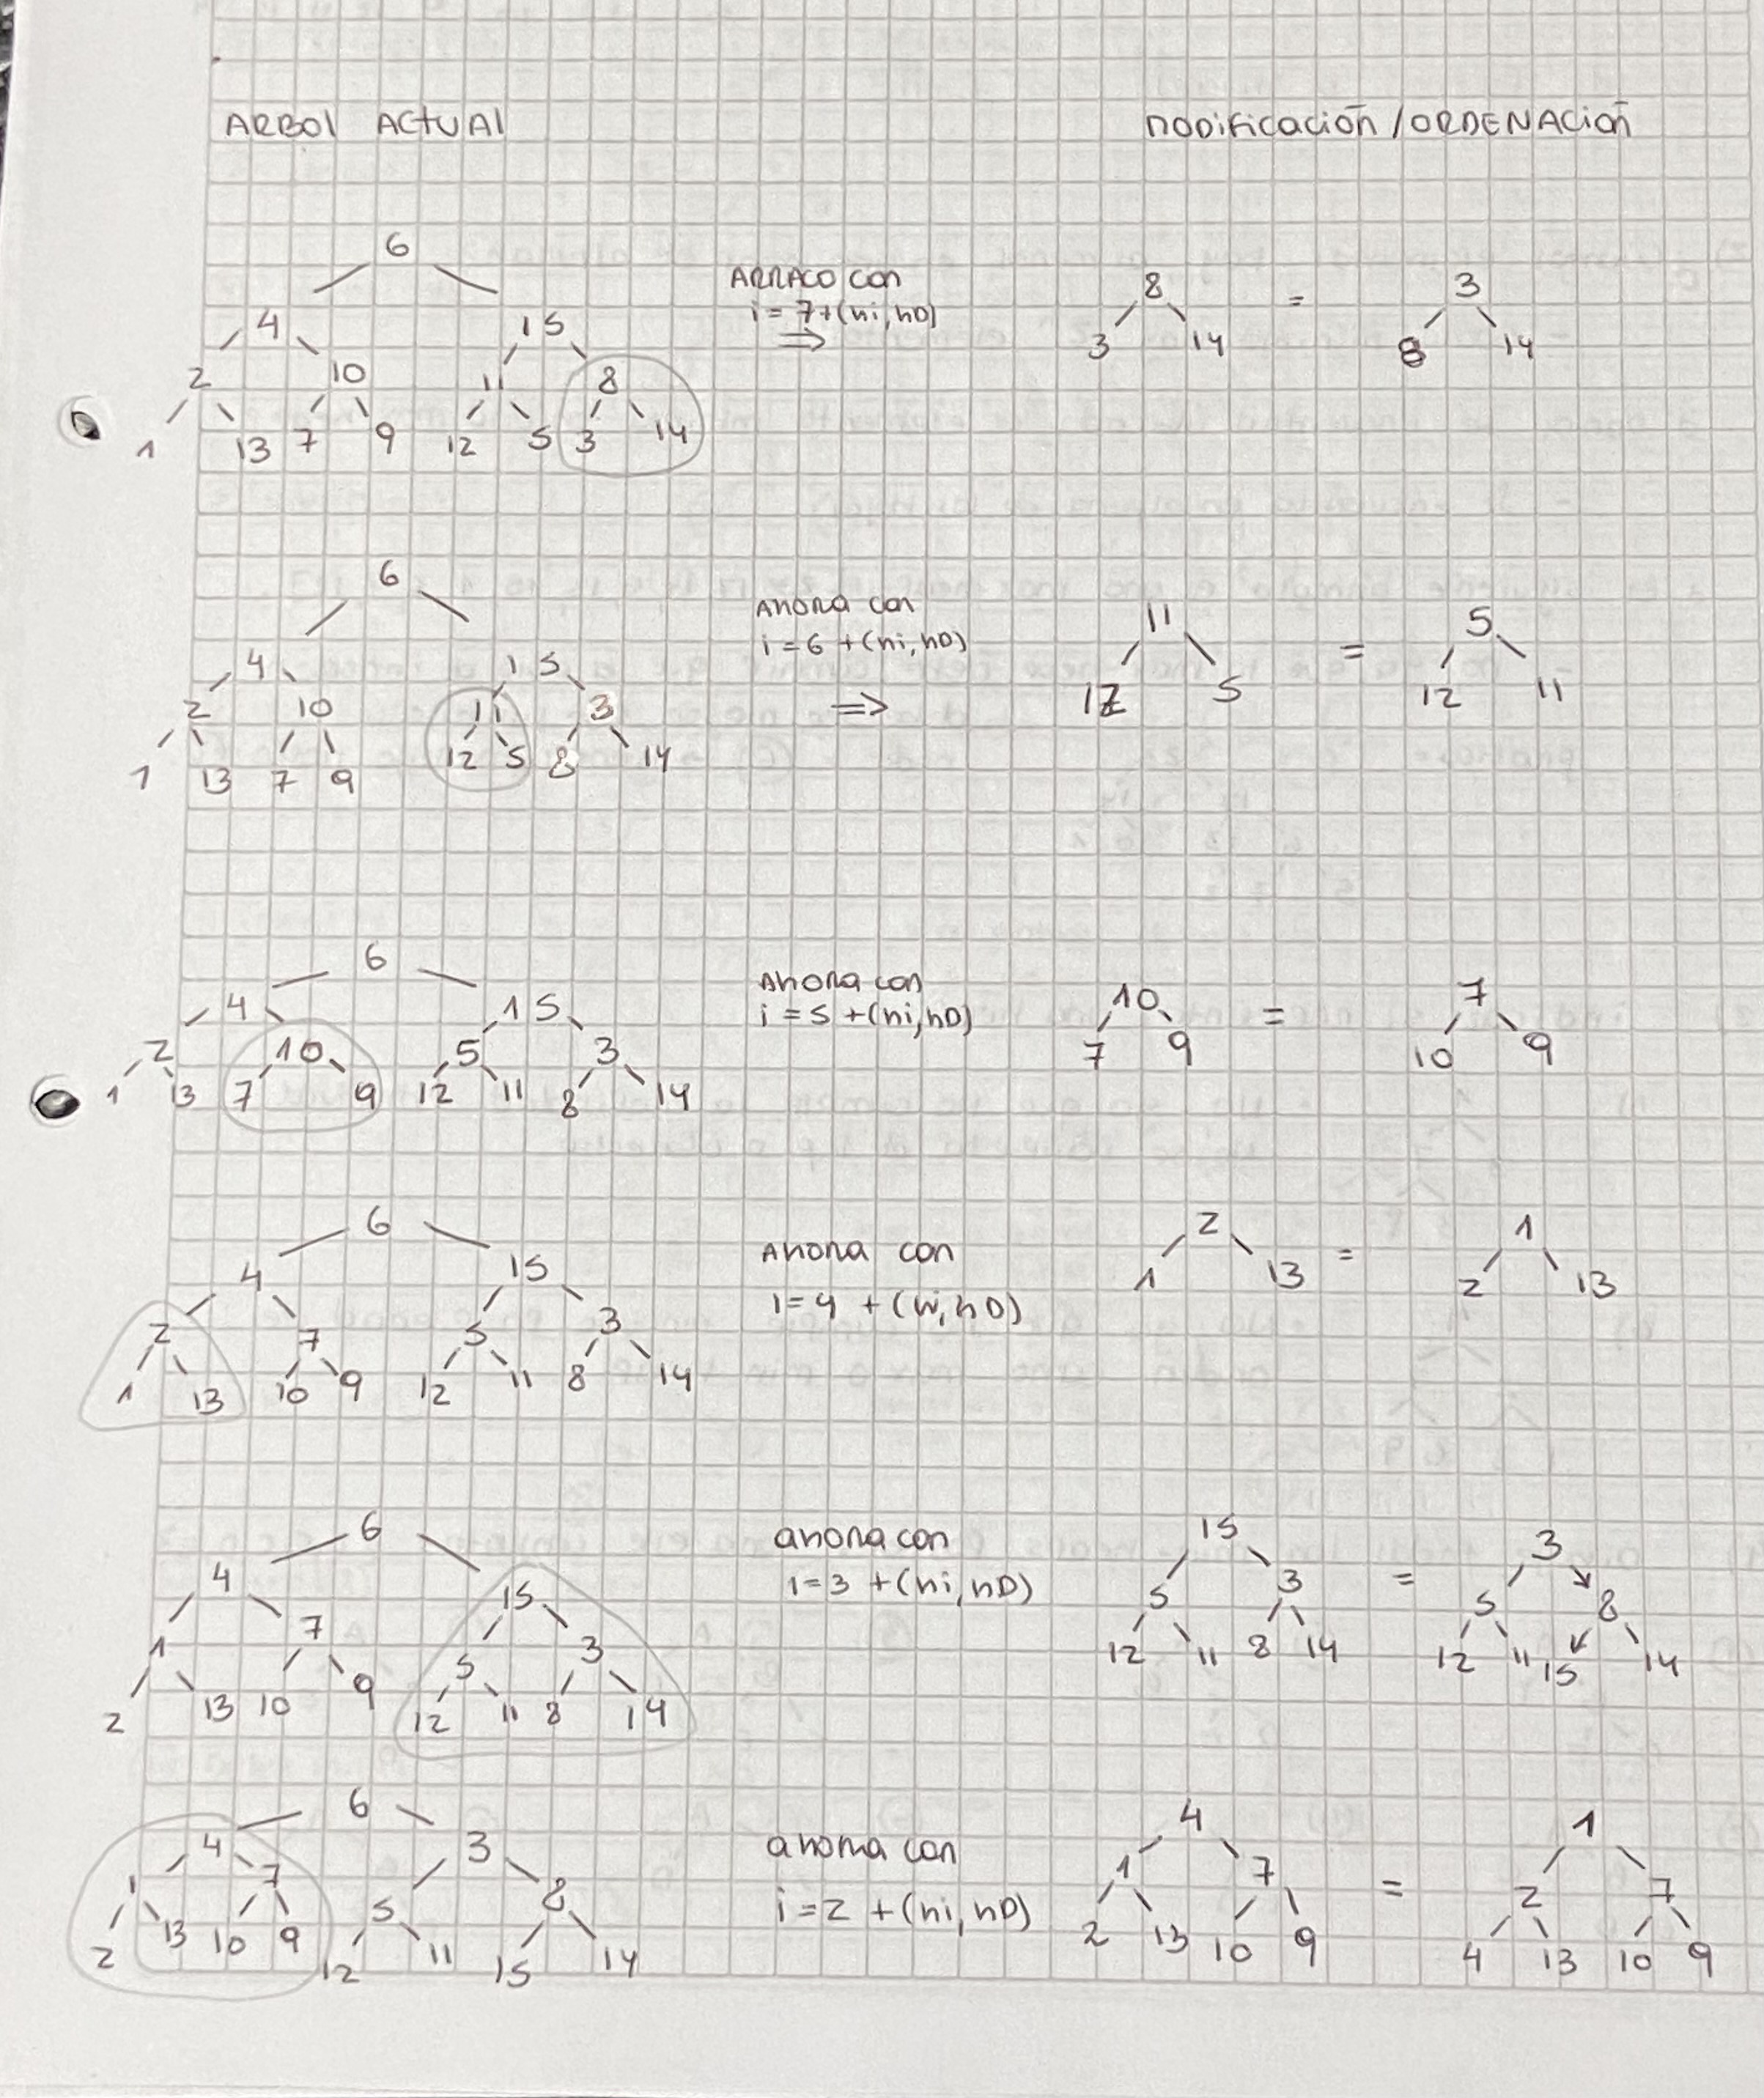 ARBOl ACtUAl
nODificación / ORDENAción
6
4 15
2 10 11 8
1 13 7 9 12 5 3 14
ARRACO con
i = 7 + (hi, hD)
⇒
8 = 3
3 14 8 14
6
4 15
2 10 11 3
1 13 7 9 12 5 8 14
Ahora con
i = 6 + (hi, hD)
⇒
11 = 5
12 5 12 11
6
4 15
2 10 5 3
1 13 7 9 12 11 8 14
Ahora con
i = 5 + (hi, hD)
10 = 7
7 9 10 9
6
4 15
2 7 5 3
1 13 10 9 12 11 8 14
Ahora con
i = 4 + (hi, hD)
2 = 1
1 13 2 13
6
4 15
1 7 5 3
2 13 10 9 12 11 8 14
ahora con
i = 3 + (hi, hD)
15 = 3
5 3 5 8
12 11 8 14 12 11 15 14
6
4 3
1 7 5 8
2 13 10 9 12 11 15 14
ahora con
i = 2 + (hi, hD)
4 = 1
1 7 2 7
2 13 10 9 4 13 10 9